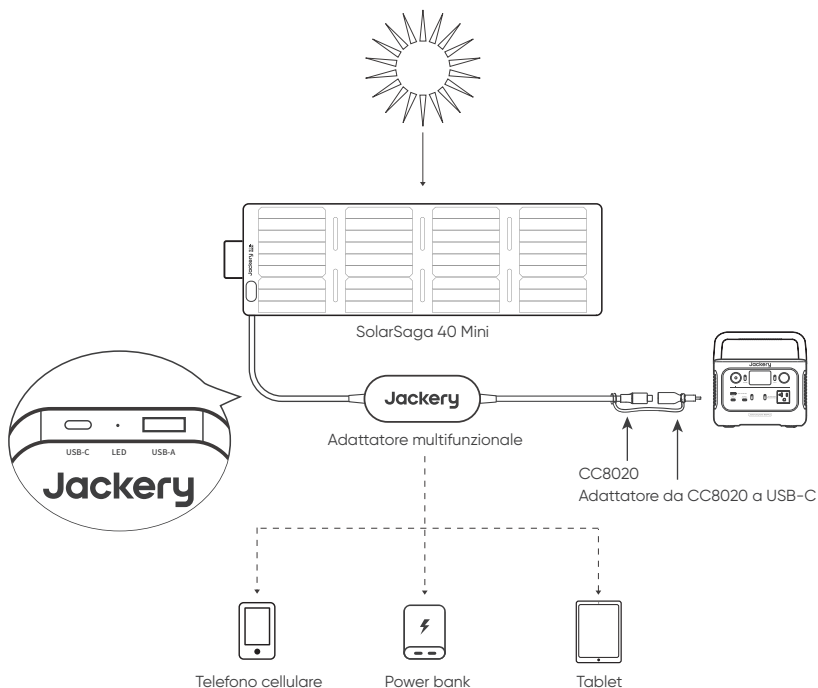 Jackery
SolarSaga 40 Mini
Jackery
Jackery
Adattatore multifunzionale
USB-C LED USB-A
Jackery
CC8020
Adattatore da CC8020 a USB-C
Telefono cellulare
Power bank
Tablet